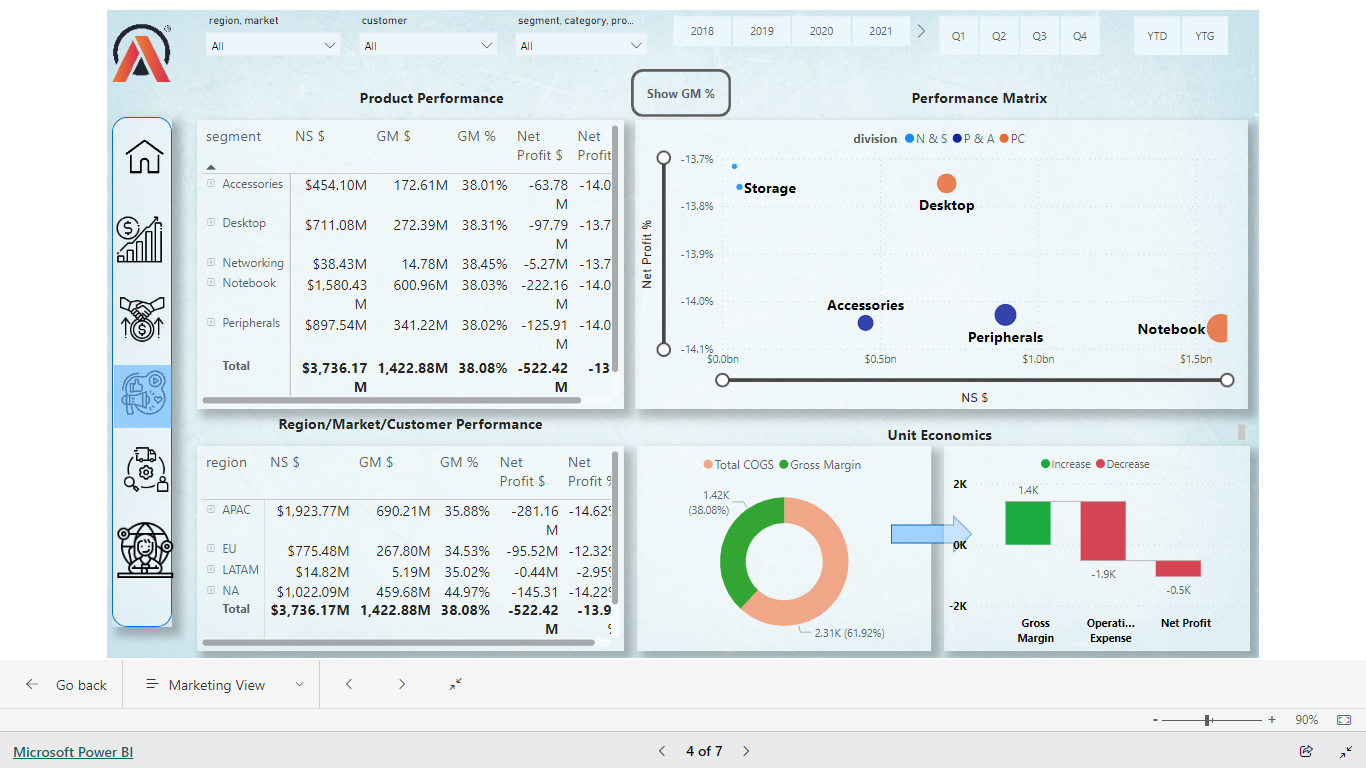 region, market
All
customer
All
segment, category, pro...
All
2018
2019
2020
2021
Q1
Q2
Q3
Q4
YTD
YTG
Product Performance
Show GM %
Performance Matrix
segment NS $ GM $ GM % Net Profit $ Net Profit
Accessories $454.10M 172.61M 38.01% -63.78 M -14.0
Desktop $711.08M 272.39M 38.31% -97.79 M -13.7
Networking $38.43M 14.78M 38.45% -5.27M -13.7
Notebook $1,580.43 M 600.96M 38.03% -222.16 M -14.0
Peripherals $897.54M 341.22M 38.02% -125.91 M -14.0
Total $3,736.17 M 1,422.88M 38.08% -522.42 M -13
division N & S P & A PC
Net Profit %
-13.7%
-13.8%
-13.9%
-14.0%
-14.1%
Storage
Desktop
Accessories
Peripherals
Notebook
$0.0bn $0.5bn $1.0bn $1.5bn
NS $
Region/Market/Customer Performance
region NS $ GM $ GM % Net Profit $ Net Profit %
APAC $1,923.77M 690.21M 35.88% -281.16 M -14.62%
EU $775.48M 267.80M 34.53% -95.52M -12.32%
LATAM $14.82M 5.19M 35.02% -0.44M -2.95%
NA $1,022.09M 459.68M 44.97% -145.31 -14.22%
Total $3,736.17M 1,422.88M 38.08% -522.42 M -13.9 %
Unit Economics
Total COGS Gross Margin
1.42K
(38.08%)
2.31K (61.92%)
Increase Decrease
2K
0K
-2K
1.4K
-1.9K
-0.5K
Gross Margin
Operati... Expense
Net Profit
Go back
Marketing View
- + 90%
Microsoft Power BI
4 of 7